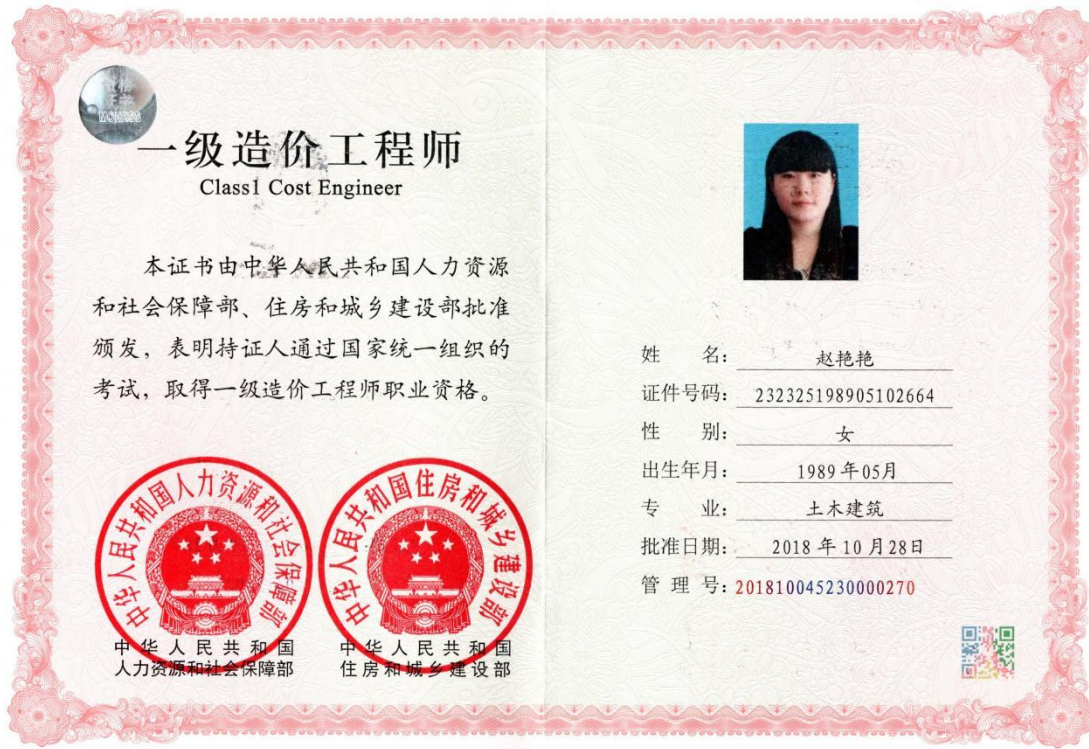 一级造价工程师
Class1 Cost Engineer
本证书由中华人民共和国人力资源
和社会保障部、住房和城乡建设部批准
颁发，表明持证人通过国家统一组织的
考试，取得一级造价工程师职业资格。
中华人民共和国人力资源和社会保障部
中华人民共和国住房和城乡建设部
中华人民共和国
人力资源和社会保障部
中华人民共和国
住房和城乡建设部
姓 名： 赵艳艳
证件号码： 232325198905102664
性 别： 女
出生年月： 1989年05月
专 业： 土木建筑
批准日期： 2018年10月28日
管 理 号：201810045230000270